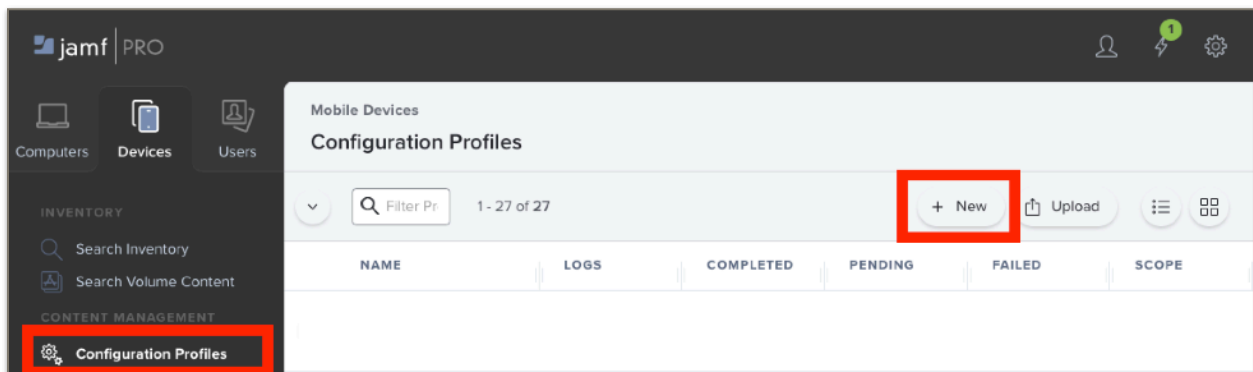 jamf PRO
1
Computers
Devices
Users
Mobile Devices
Configuration Profiles
INVENTORY
Search Inventory
Search Volume Content
CONTENT MANAGEMENT
Configuration Profiles
Filter Pr
1 - 27 of 27
+ New
Upload
NAME
LOGS
COMPLETED
PENDING
FAILED
SCOPE